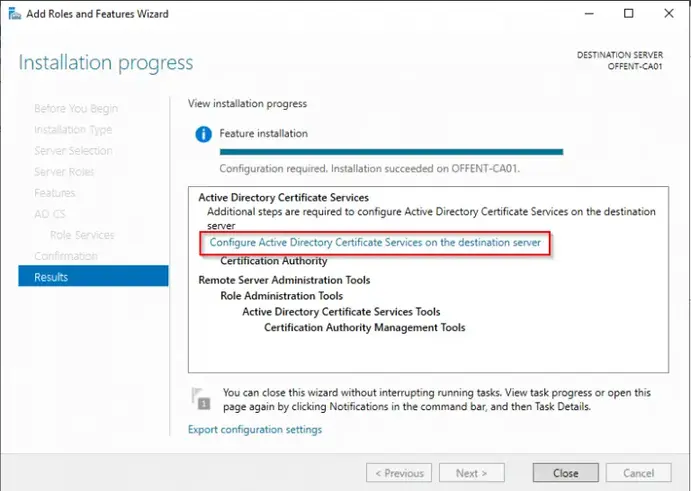 Add Roles and Features Wizard
Installation progress
DESTINATION SERVER
OFFENT-CA01
Before You Begin
Installation Type
Server Selection
Server Roles
Features
AD CS
Role Services
Confirmation
Results
View installation progress
Feature installation
Configuration required. Installation succeeded on OFFENT-CA01.
Active Directory Certificate Services
Additional steps are required to configure Active Directory Certificate Services on the destination
server
Configure Active Directory Certificate Services on the destination server
Certification Authority
Remote Server Administration Tools
Role Administration Tools
Active Directory Certificate Services Tools
Certification Authority Management Tools
1
You can close this wizard without interrupting running tasks. View task progress or open this
page again by clicking Notifications in the command bar, and then Task Details.
Export configuration settings
< Previous
Next >
Close
Cancel